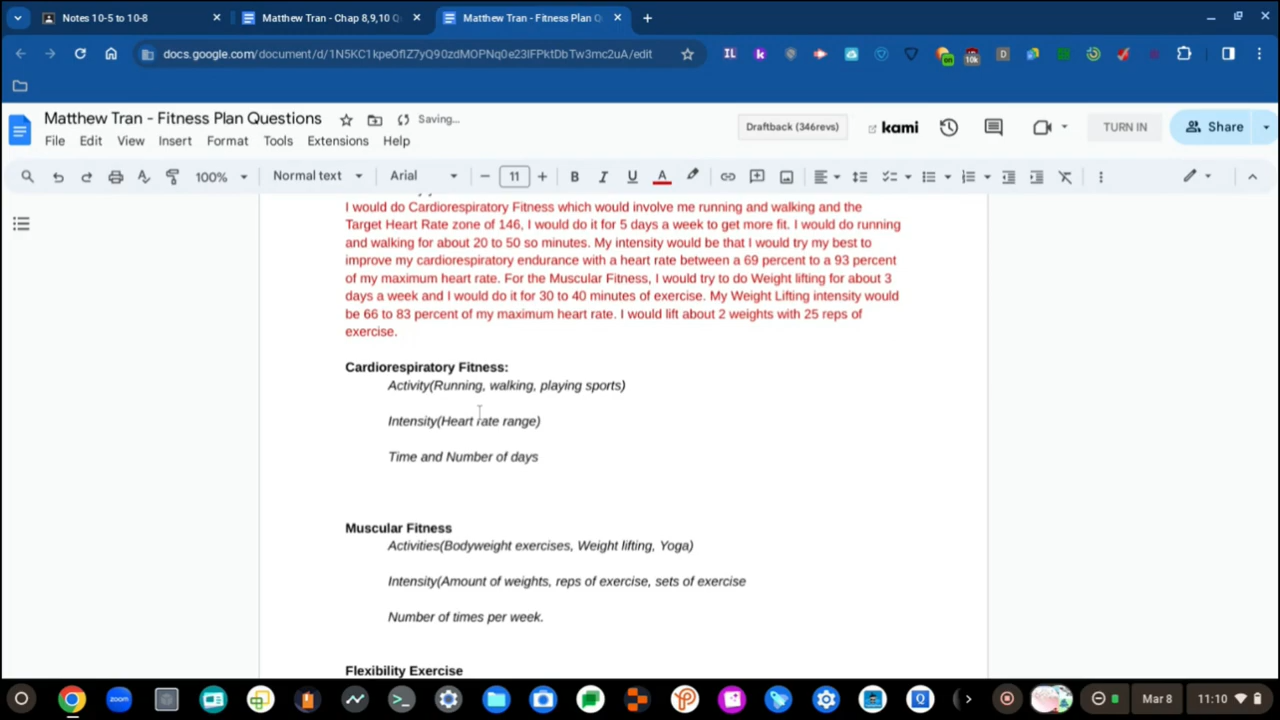 Notes 10-5 to 10-8
Matthew Tran - Chap 8,9,10 Q
Matthew Tran - Fitness Plan Q
docs.google.com/document/d/1N5KC1kpeOfIZ7yQ90zdMOPNq0e23IFPktDbTw3mc2uA/edit
Matthew Tran - Fitness Plan Questions
Saving...
File Edit View Insert Format Tools Extensions Help
Draftback (346revs)
kami
TURN IN
Share
100%
Normal text
Arial
11
I would do Cardiorespiratory Fitness which would involve me running and walking and the
Target Heart Rate zone of 146, I would do it for 5 days a week to get more fit. I would do running
and walking for about 20 to 50 so minutes. My intensity would be that I would try my best to
improve my cardiorespiratory endurance with a heart rate between a 69 percent to a 93 percent
of my maximum heart rate. For the Muscular Fitness, I would try to do Weight lifting for about 3
days a week and I would do it for 30 to 40 minutes of exercise. My Weight Lifting intensity would
be 66 to 83 percent of my maximum heart rate. I would lift about 2 weights with 25 reps of
exercise.
Cardiorespiratory Fitness:
Activity(Running, walking, playing sports)
Intensity(Heart rate range)
Time and Number of days
Muscular Fitness
Activities(Bodyweight exercises, Weight lifting, Yoga)
Intensity(Amount of weights, reps of exercise, sets of exercise
Number of times per week.
Flexibility Exercise
zoom
Mar 8
11:10